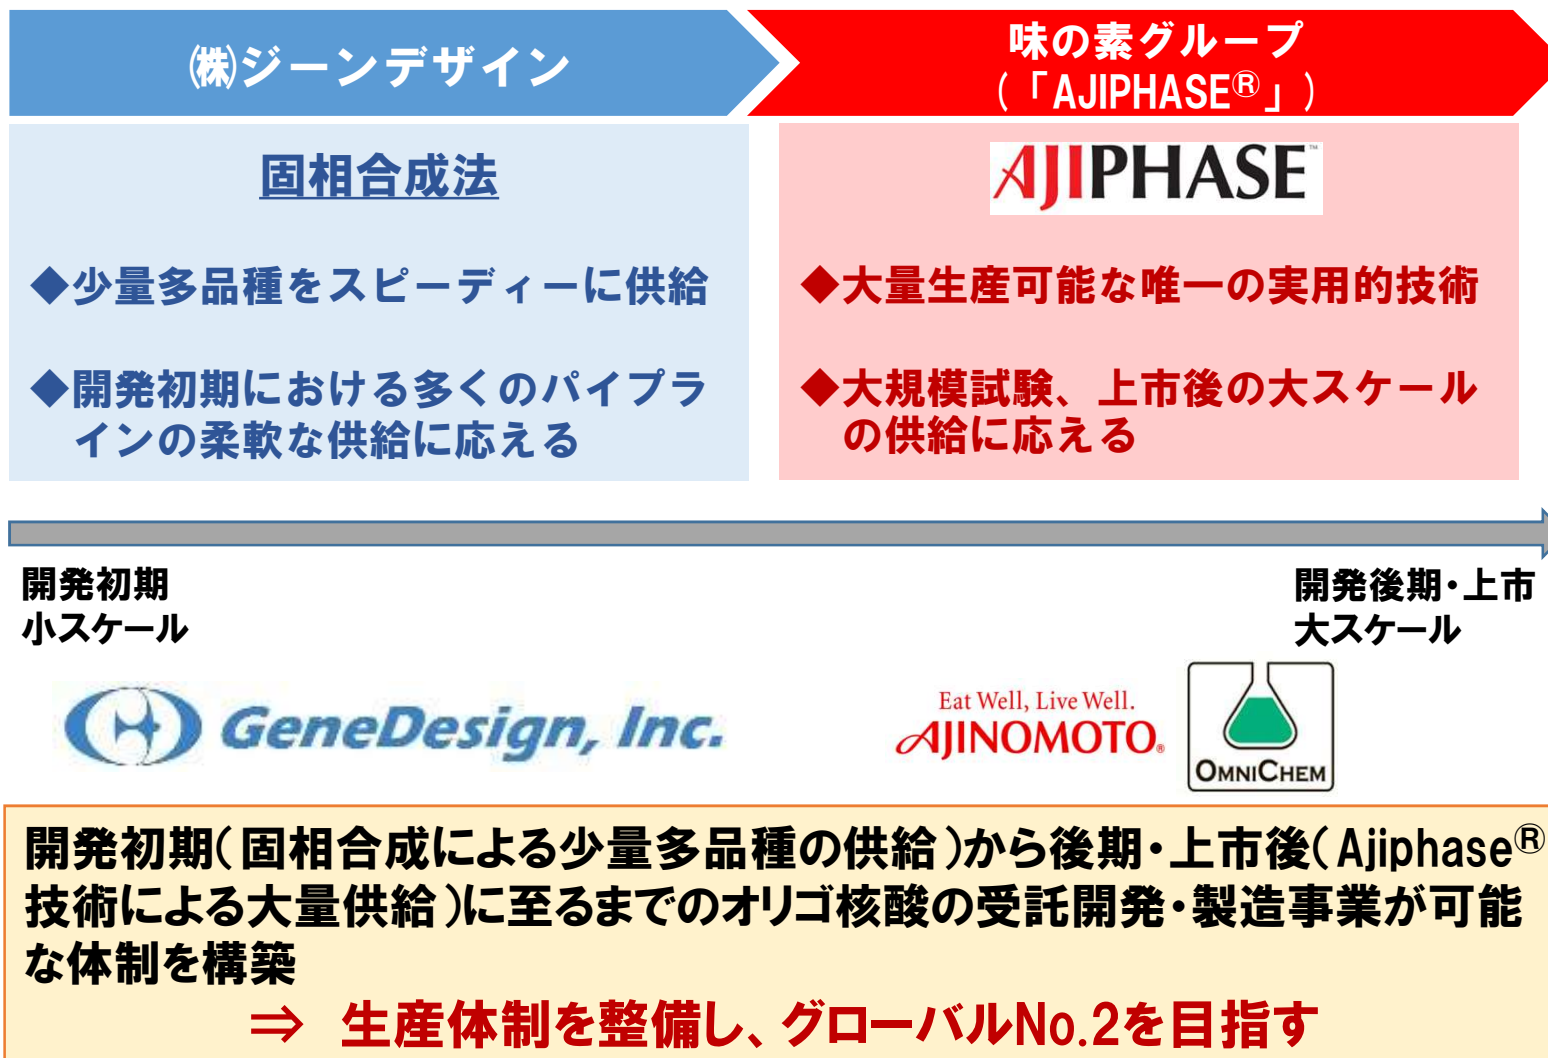 ㈱ジーンデザイン
味の素グループ
(「AJIPHASE®」)
固相合成法
◆少量多品種をスピーディーに供給
◆開発初期における多くのパイプラ
インの柔軟な供給に応える
AJIPHASE™
◆大量生産可能な唯一の実用的技術
◆大規模試験、上市後の大スケール
の供給に応える
開発初期
小スケール
開発後期・上市
大スケール
GeneDesign, Inc.
Eat Well, Live Well.
AJINOMOTO®
OMNICHEM
開発初期(固相合成による少量多品種の供給)から後期・上市後(Ajiphase®
技術による大量供給)に至るまでのオリゴ核酸の受託開発・製造事業が可能
な体制を構築
⇒ 生産体制を整備し、グローバルNo.2を目指す